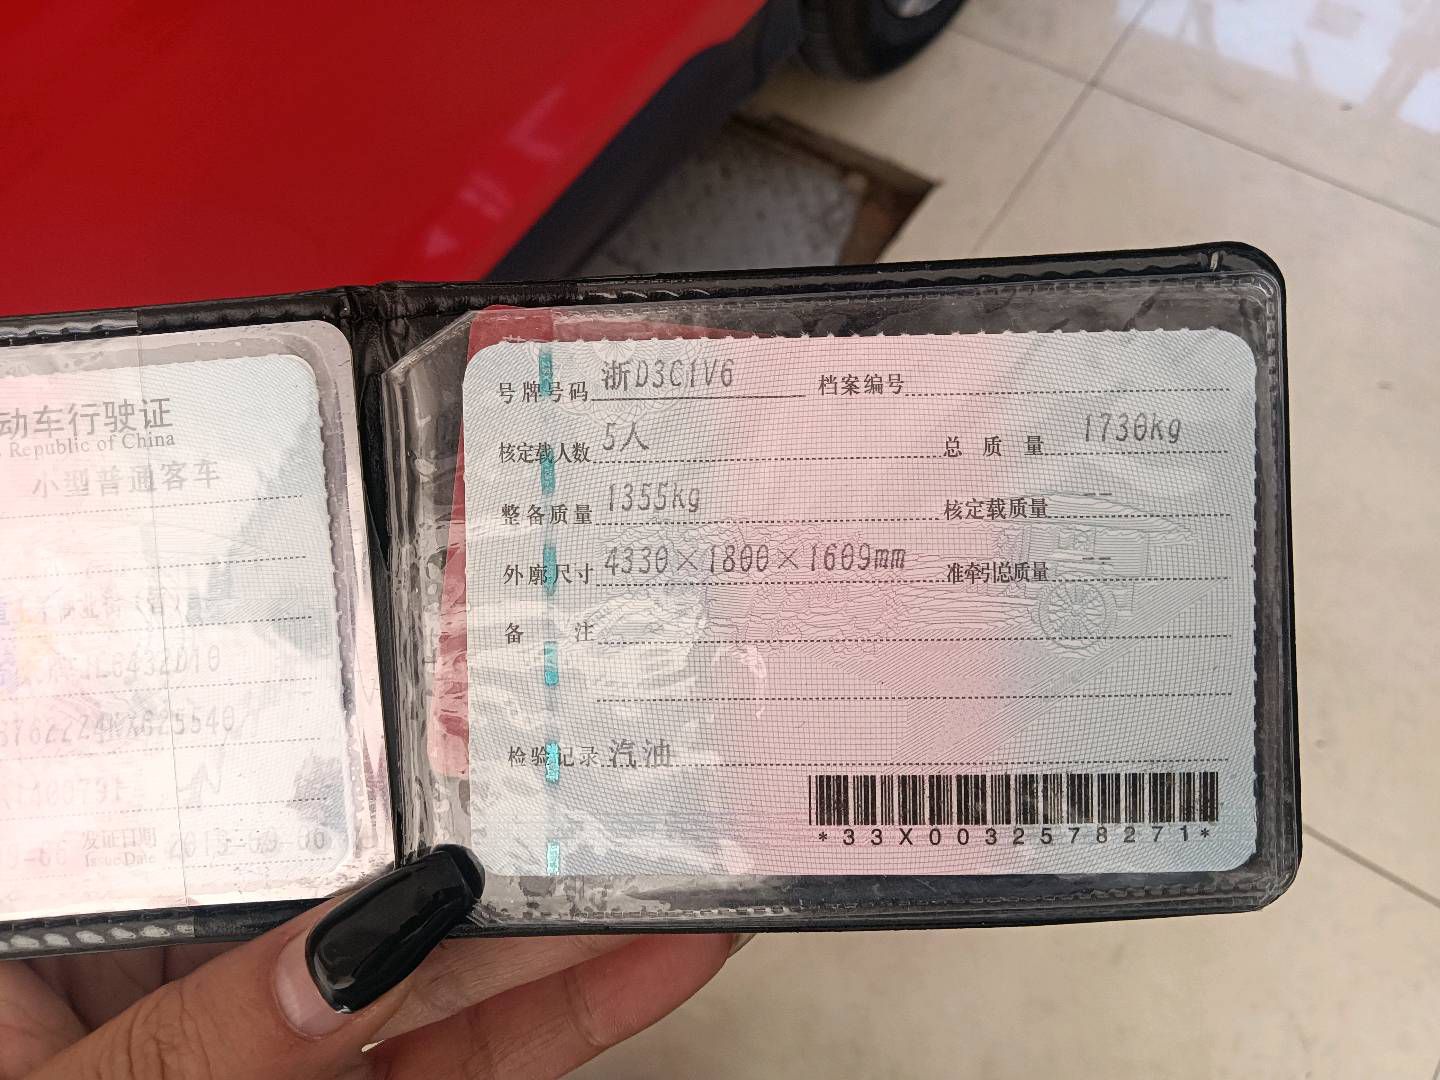 动车行驶证
Republic of China
小型普通客车
发证日期
Issue Date
号牌号码 浙D3C1V6 档案编号
核定载人数 5人 总质量 1730kg
整备质量 1355kg 核定载质量 --
外廓尺寸 4330×1800×1609mm 准牵引总质量 --
备注
检验记录 汽油
*33X0032578271*